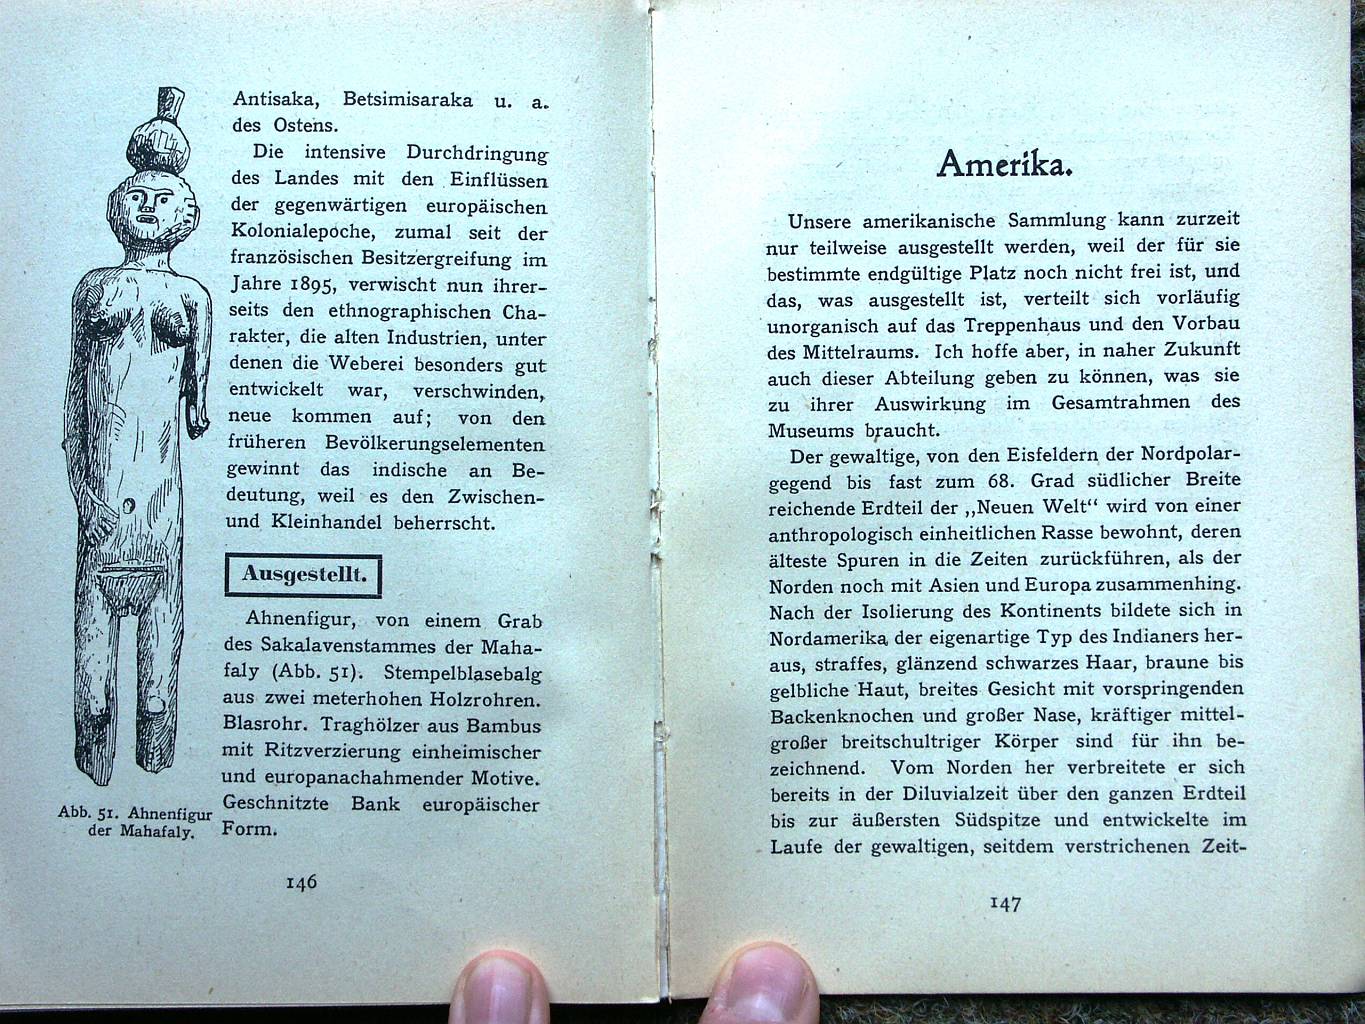 Antisaka, Betsimisaraka u. a.
des Ostens.
Die intensive Durchdringung
des Landes mit den Einflüssen
der gegenwärtigen europäischen
Kolonialepoche, zumal seit der
französischen Besitzergreifung im
Jahre 1895, verwischt nun ihrer-
seits den ethnographischen Cha-
rakter, die alten Industrien, unter
denen die Weberei besonders gut
entwickelt war, verschwinden,
neue kommen auf; von den
früheren Bevölkerungselementen
gewinnt das indische an Be-
deutung, weil es den Zwischen-
und Kleinhandel beherrscht.
Ausgestellt.
Ahnenfigur, von einem Grab
des Sakalavenstammes der Maha-
faly (Abb. 51). Stempelblasebalg
aus zwei meterhohen Holzrohren.
Blasrohr. Traghölzer aus Bambus
mit Ritzverzierung einheimischer
und europanachahmender Motive.
Geschnitzte Bank europäischer
Form.
Abb. 51. Ahnenfigur
der Mahafaly.
146
Amerika.
Unsere amerikanische Sammlung kann zurzeit
nur teilweise ausgestellt werden, weil der für sie
bestimmte endgültige Platz noch nicht frei ist, und
das, was ausgestellt ist, verteilt sich vorläufig
unorganisch auf das Treppenhaus und den Vorbau
des Mittelraums. Ich hoffe aber, in naher Zukunft
auch dieser Abteilung geben zu können, was sie
zu ihrer Auswirkung im Gesamtrahmen des
Museums braucht.
Der gewaltige, von den Eisfeldern der Nordpolar-
gegend bis fast zum 68. Grad südlicher Breite
reichende Erdteil der „Neuen Welt“ wird von einer
anthropologisch einheitlichen Rasse bewohnt, deren
älteste Spuren in die Zeiten zurückführen, als der
Norden noch mit Asien und Europa zusammenhing.
Nach der Isolierung des Kontinents bildete sich in
Nordamerika der eigenartige Typ des Indianers her-
aus, straffes, glänzend schwarzes Haar, braune bis
gelbliche Haut, breites Gesicht mit vorspringenden
Backenknochen und großer Nase, kräftiger mittel-
großer breitschultriger Körper sind für ihn be-
zeichnend. Vom Norden her verbreitete er sich
bereits in der Diluvialzeit über den ganzen Erdteil
bis zur äußersten Südspitze und entwickelte im
Laufe der gewaltigen, seitdem verstrichenen Zeit-
147